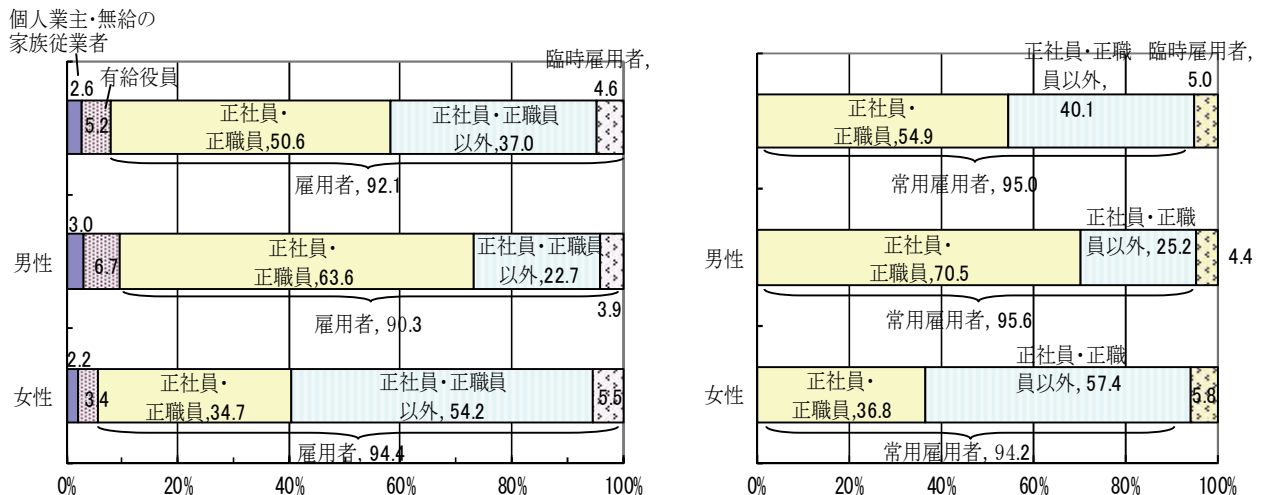 個人業主・無給の
家族従業者
2.6
有給役員
臨時雇用者,
4.6
5.2
正社員・
正職員,50.6
正社員・正職員
以外,37.0
雇用者, 92.1
男性
3.0
6.7
正社員・
正職員,63.6
正社員・正職員
以外,22.7
3.9
雇用者, 90.3
女性
2.2
3.4
正社員・
正職員,34.7
正社員・正職員
以外, 54.2
5.5
雇用者, 94.4
0% 20% 40% 60% 80% 100%
正社員・正職
員以外,
40.1
臨時雇用者,
5.0
正社員・
正職員,54.9
常用雇用者, 95.0
男性
正社員・
正職員,70.5
正社員・正職
員以外, 25.2
4.4
常用雇用者, 95.6
女性
正社員・
正職員,36.8
正社員・正職
員以外, 57.4
5.8
常用雇用者, 94.2
0% 20% 40% 60% 80% 100%